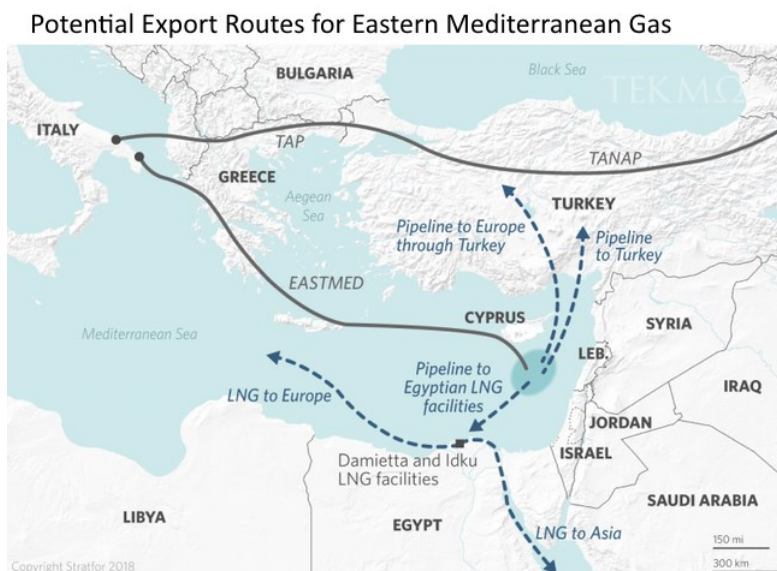 Potential Export Routes for Eastern Mediterranean Gas
Black Sea
BULGARIA
ΤΕΚΜΩ
ITALY
TAP
TANAP
GREECE
Aegean
Sea
TURKEY
Pipeline to Europe
through Turkey
Pipeline
to Turkey
EASTMED
CYPRUS
SYRIA
Mediterranean Sea
LEB.
Pipeline to
Egyptian LNG
facilities
IRAQ
LNG to Europe
JORDAN
Damietta and Idku
LNG facilities
ISRAEL
SAUDI ARABIA
LIBYA
EGYPT
LNG to Asia
150 mi
300 km
Copyright Stratfor 2018